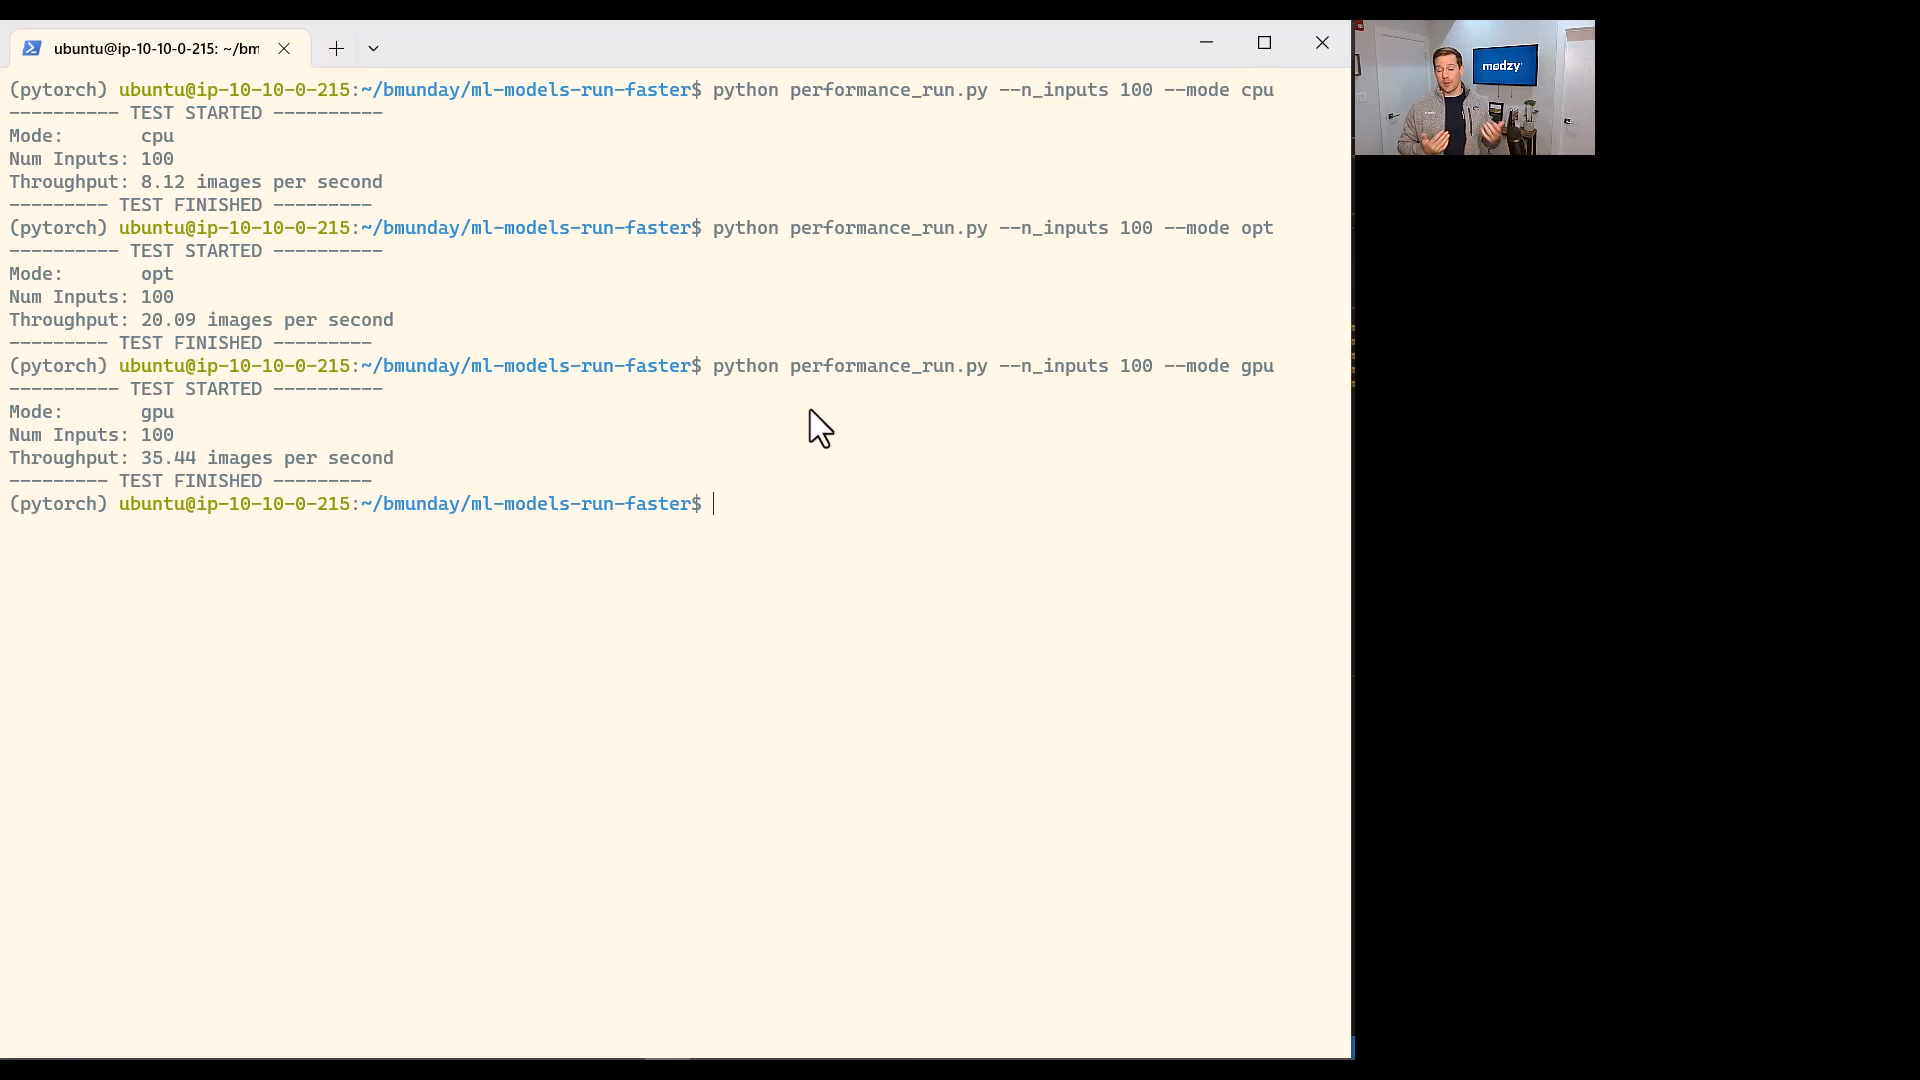 ubuntu@ip-10-10-0-215: ~/bm
(pytorch) ubuntu@ip-10-10-0-215:~/bmunday/ml-models-run-faster$ python performance_run.py --n_inputs 100 --mode cpu
---------- TEST STARTED ----------
Mode:       cpu
Num Inputs: 100
Throughput: 8.12 images per second
--------- TEST FINISHED ---------
(pytorch) ubuntu@ip-10-10-0-215:~/bmunday/ml-models-run-faster$ python performance_run.py --n_inputs 100 --mode opt
---------- TEST STARTED ----------
Mode:       opt
Num Inputs: 100
Throughput: 20.09 images per second
--------- TEST FINISHED ---------
(pytorch) ubuntu@ip-10-10-0-215:~/bmunday/ml-models-run-faster$ python performance_run.py --n_inputs 100 --mode gpu
---------- TEST STARTED ----------
Mode:       gpu
Num Inputs: 100
Throughput: 35.44 images per second
--------- TEST FINISHED ---------
(pytorch) ubuntu@ip-10-10-0-215:~/bmunday/ml-models-run-faster$
modzy